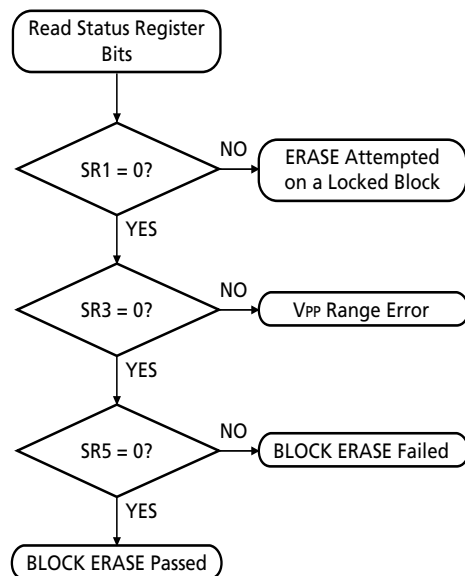 Read Status Register
Bits
SR1 = 0?
NO
ERASE Attempted
on a Locked Block
YES
SR3 = 0?
NO
VPP Range Error
YES
SR5 = 0?
NO
BLOCK ERASE Failed
YES
BLOCK ERASE Passed